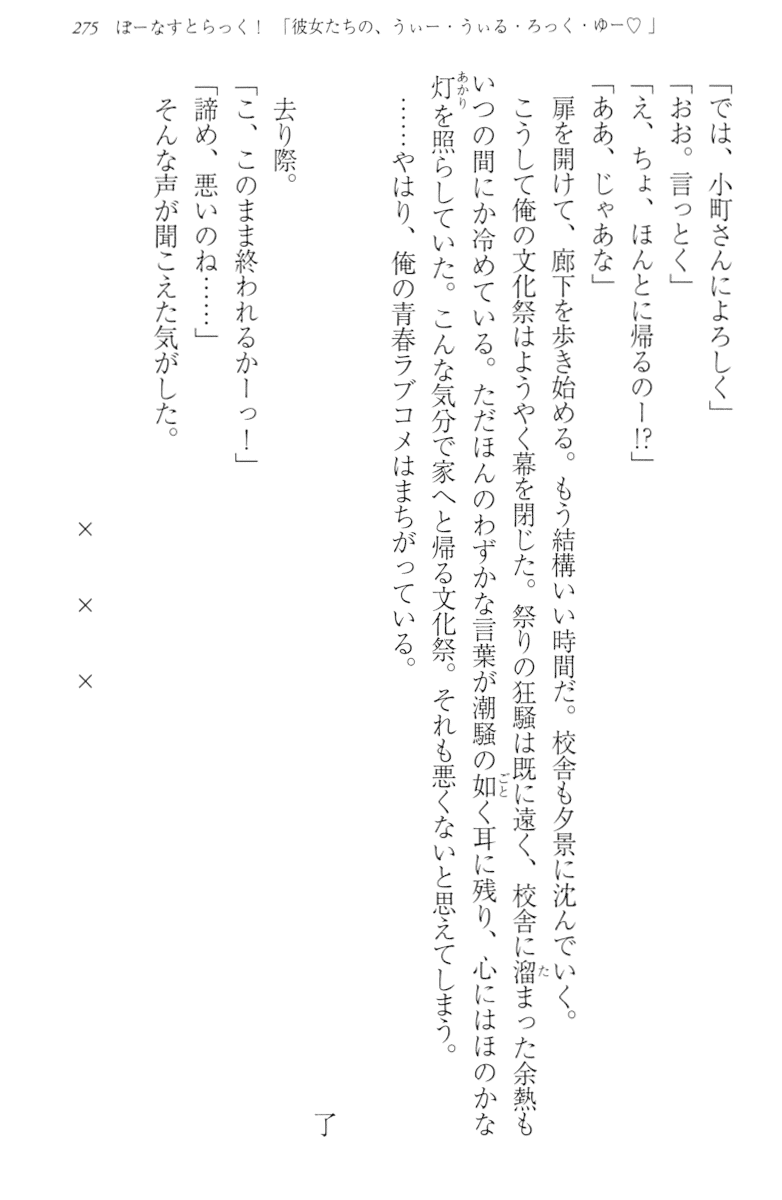 275 ぼーなすとらっく！ 「彼女たちの、うぃー・うぃる・ろっく・ゆー♡ 」
「では、小町さんによろしく」
「おお。言っとく」
「え、ちょ、ほんとに帰るのー!?」
「ああ、じゃあな」
扉を開けて、廊下を歩き始める。もう結構いい時間だ。校舎も夕景に沈んでいく。
こうして俺の文化祭はようやく幕を閉じた。祭りの狂騒は既に遠く、校舎に溜まった余熱も
いつの間にか冷めている。ただほんのわずかな言葉が潮騒の如く耳に残り、心にはほのかな
灯を照らしていた。こんな気分で家へと帰る文化祭。それも悪くないと思えてしまう。
……やはり、俺の青春ラブコメはまちがっている。
了
去り際。
「こ、このまま終われるかーっ！」
「諦め、悪いのね……」
そんな声が聞こえた気がした。
× × ×